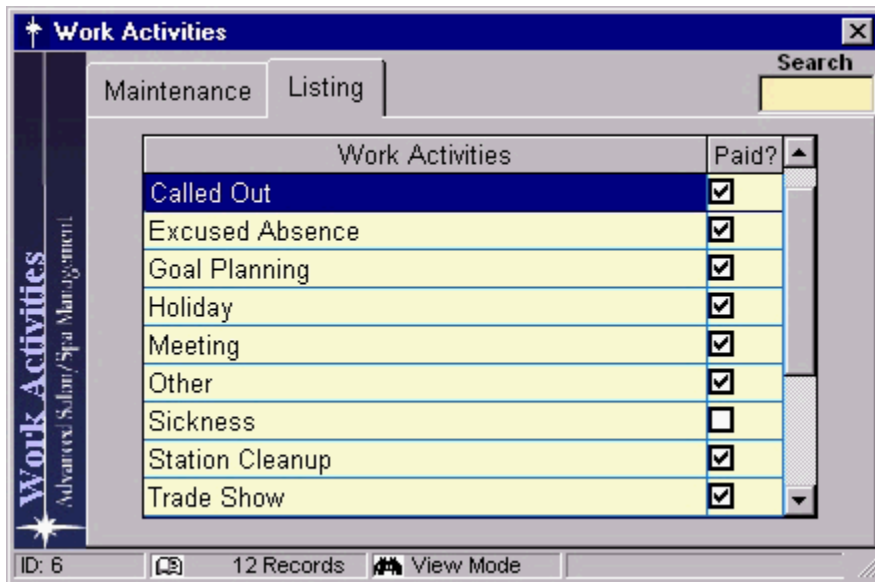 Work Activities
Search
Maintenance
Listing
Work Activities Paid?
Called Out
Excused Absence
Goal Planning
Holiday
Meeting
Other
Sickness
Station Cleanup
Trade Show
Work Activities
Advanced Salon/Spa Management
ID: 6 12 Records View Mode